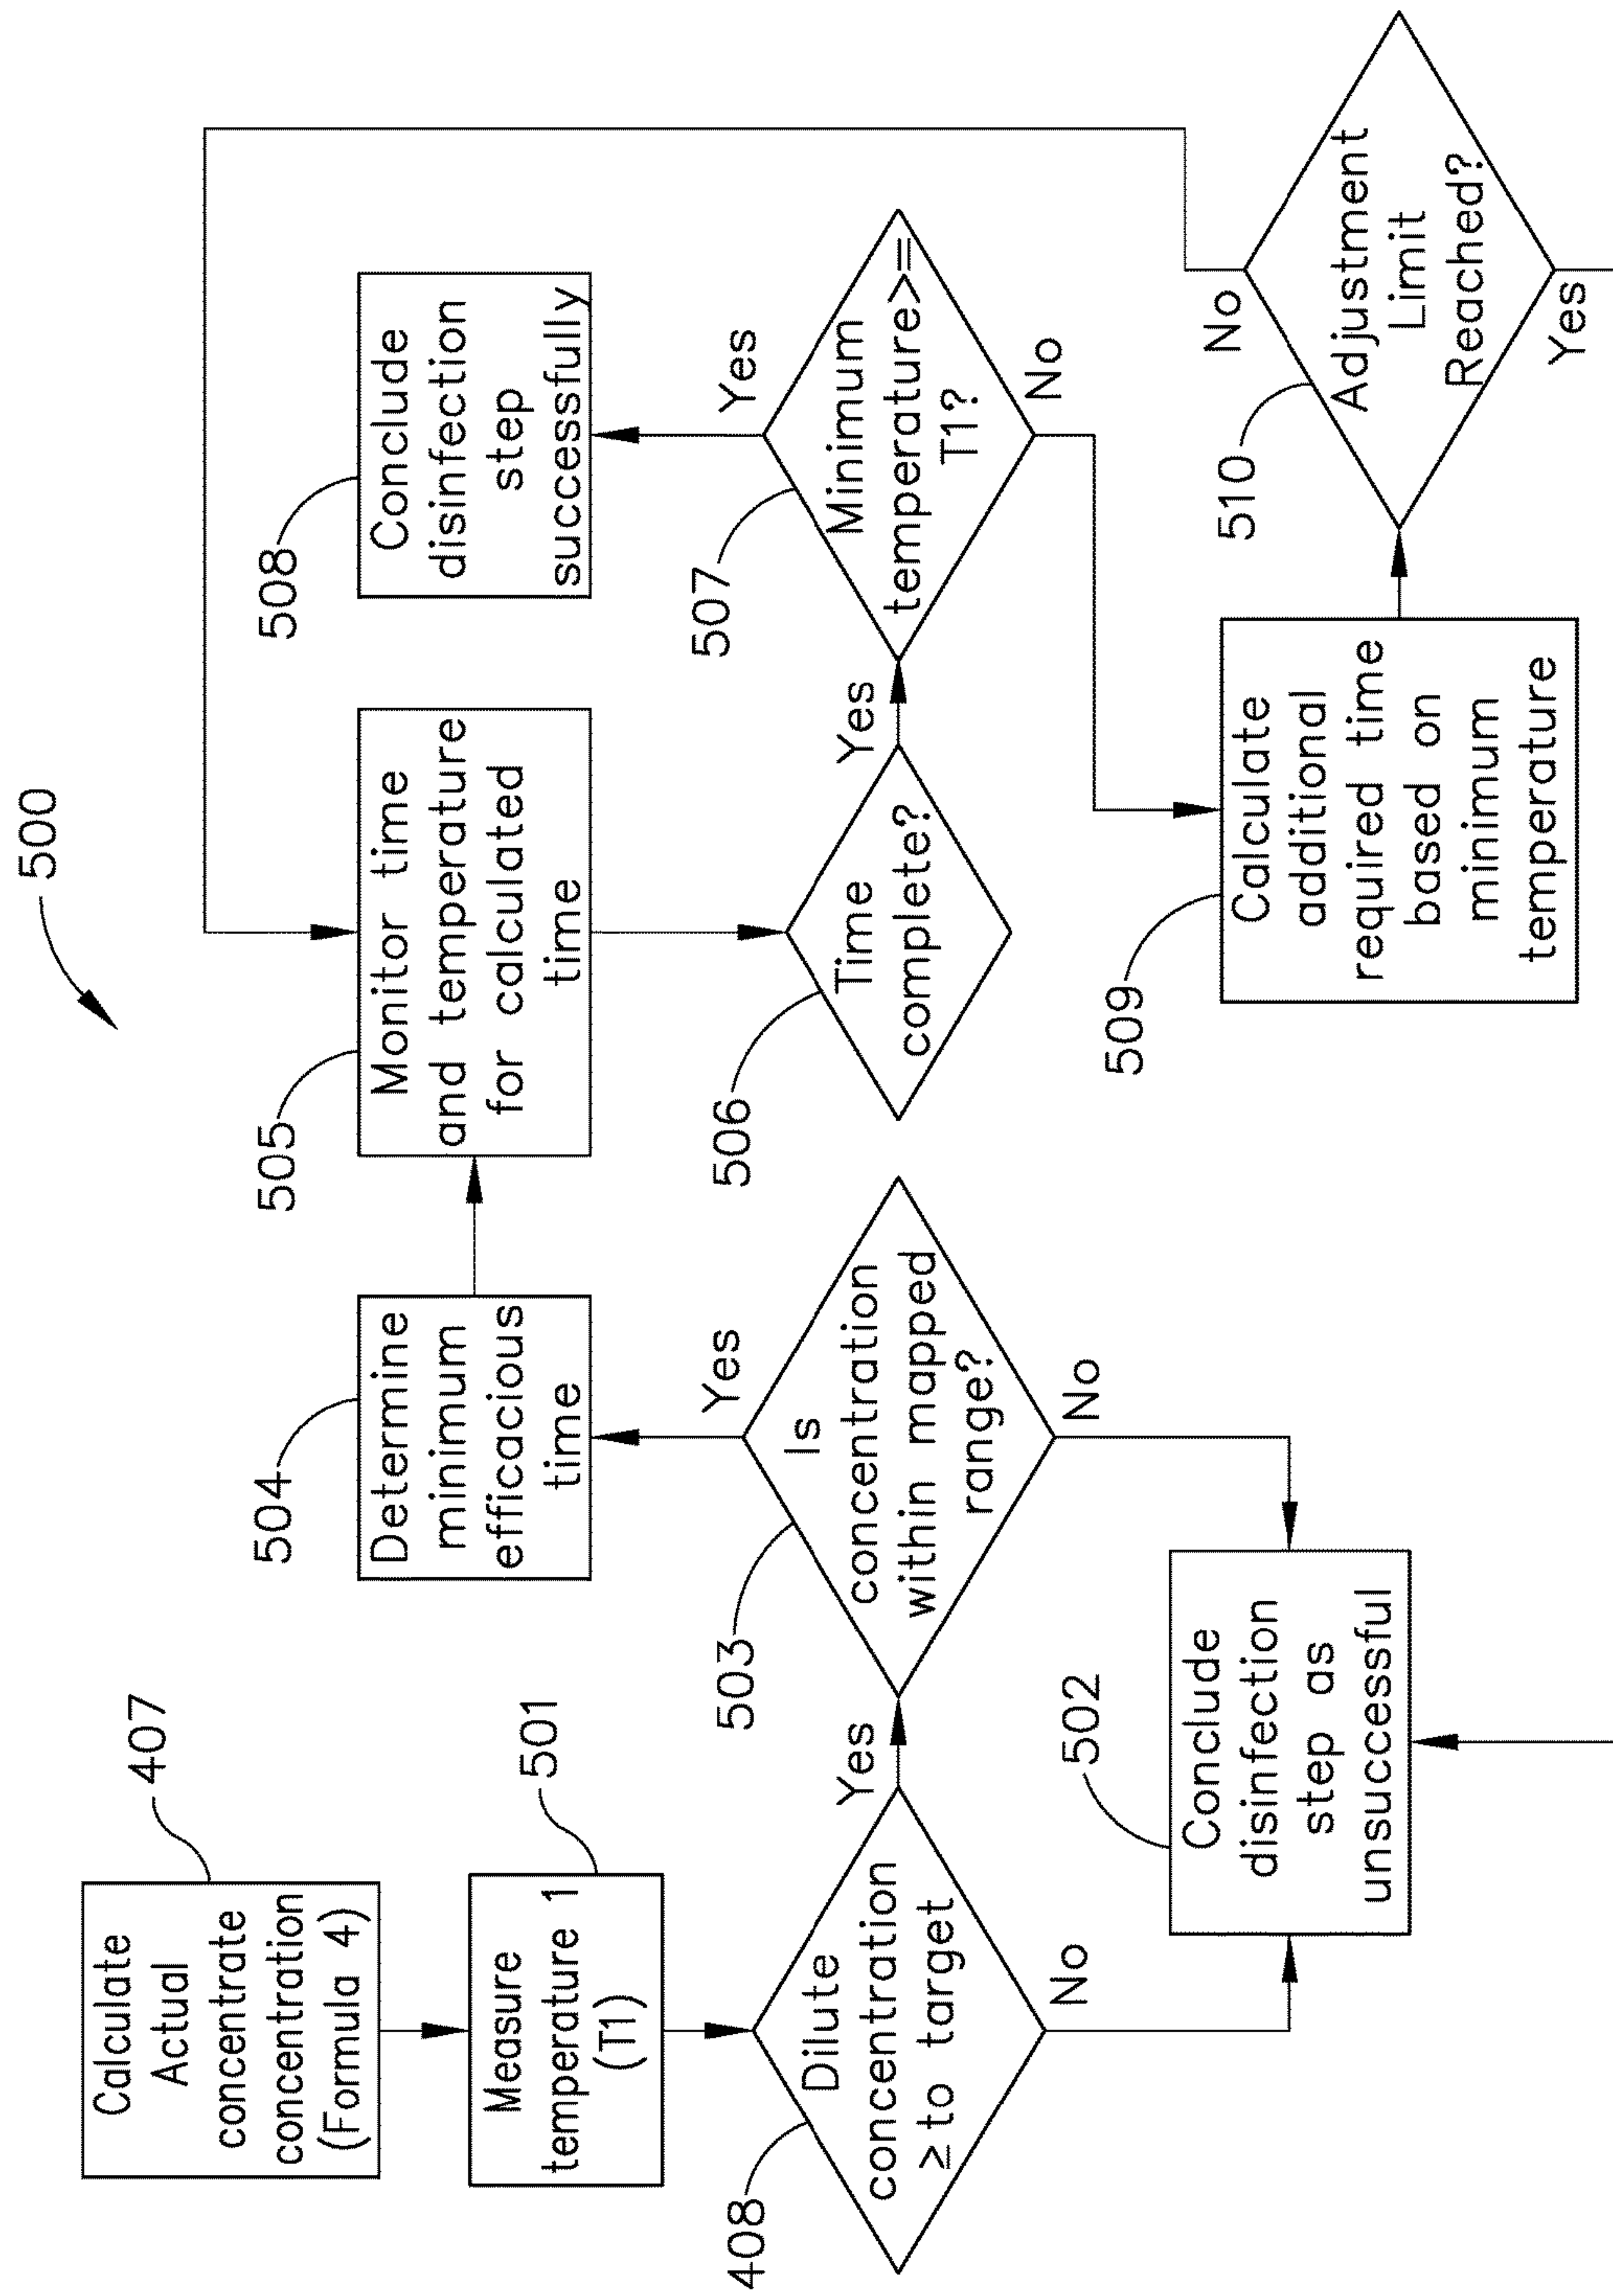 500
407
Calculate
Actual
concentrate
concentration
(Formula 4)
501
Measure
temperature 1
(T1)
408
Dilute
concentration
≥ to target
Yes
No
502
Conclude
disinfection
step as
unsuccessful
503
Is
concentration
within mapped
range?
Yes
No
504
Determine
minimum
efficacious
time
505
Monitor time
and temperature
for calculated
time
506
Time
complete?
Yes
507
Minimum
temperature>=
T1?
Yes
No
508
Conclude
disinfection
step
successfully
509
Calculate
additional
required time
based on
minimum
temperature
510
Adjustment
Limit
Reached?
No
Yes